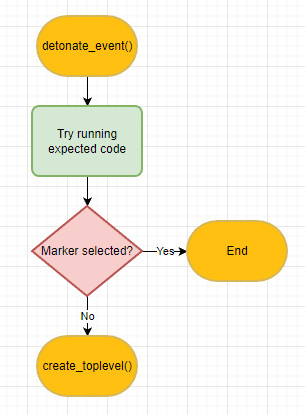 detonate_event()
Try running
expected code
Marker selected?
Yes
End
No
create_toplevel()